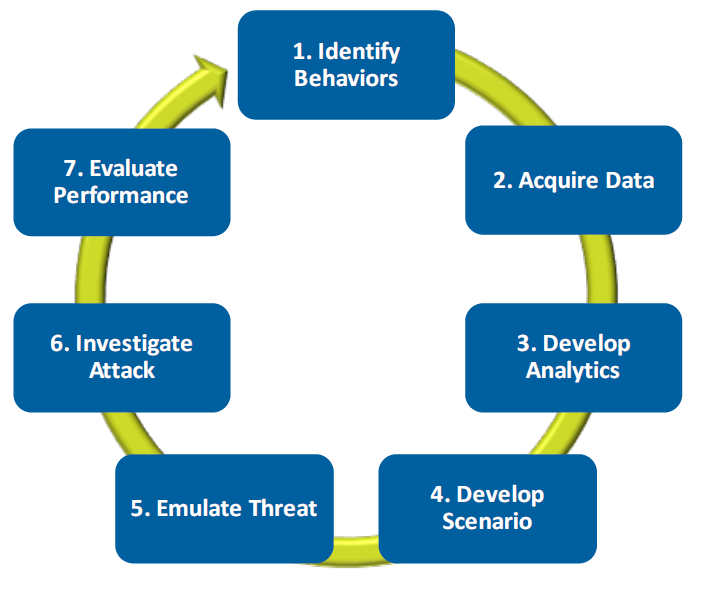 1. Identify
Behaviors
2. Acquire Data
3. Develop
Analytics
4. Develop
Scenario
5. Emulate Threat
6. Investigate
Attack
7. Evaluate
Performance